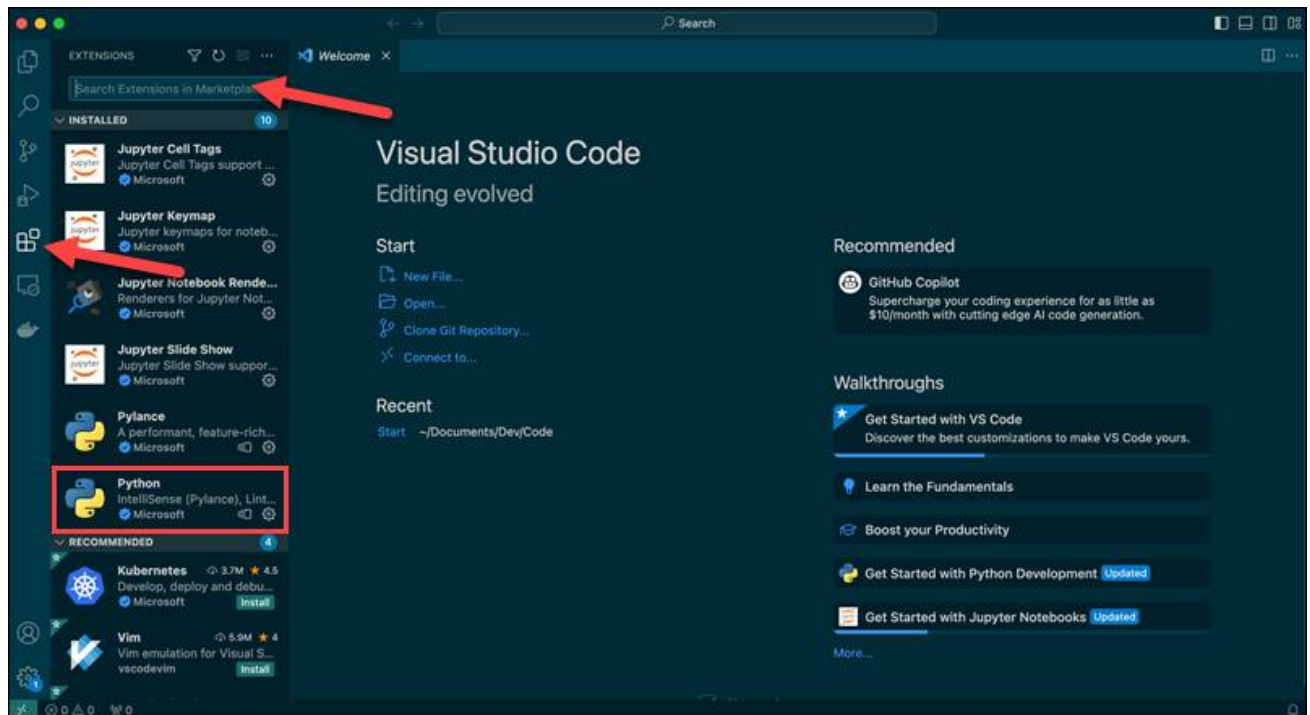 Search
EXTENSIONS
Welcome
Search Extensions in Marketpla
INSTALLED 10
Jupyter Cell Tags
Jupyter Cell Tags support ...
Microsoft
Jupyter Keymap
Jupyter keymaps for noteb...
Microsoft
Jupyter Notebook Rende...
Renderers for Jupyter Not...
Microsoft
Jupyter Slide Show
Jupyter Slide Show suppor...
Microsoft
Pylance
A performant, feature-rich...
Microsoft
Python
IntelliSense (Pylance), Lint...
Microsoft
RECOMMENDED 4
Kubernetes 3.7M ★ 4.5
Develop, deploy and debu...
Microsoft Install
Vim 5.9M ★ 4
Vim emulation for Visual S...
vscodevim Install
1
0 0 0
Visual Studio Code
Editing evolved
Start
New File...
Open...
Clone Git Repository...
Connect to...
Recent
Start ~/Documents/Dev/Code
Recommended
GitHub Copilot
Supercharge your coding experience for as little as
$10/month with cutting edge AI code generation.
Walkthroughs
Get Started with VS Code
Discover the best customizations to make VS Code yours.
Learn the Fundamentals
Boost your Productivity
Get Started with Python Development Updated
Get Started with Jupyter Notebooks Updated
More...